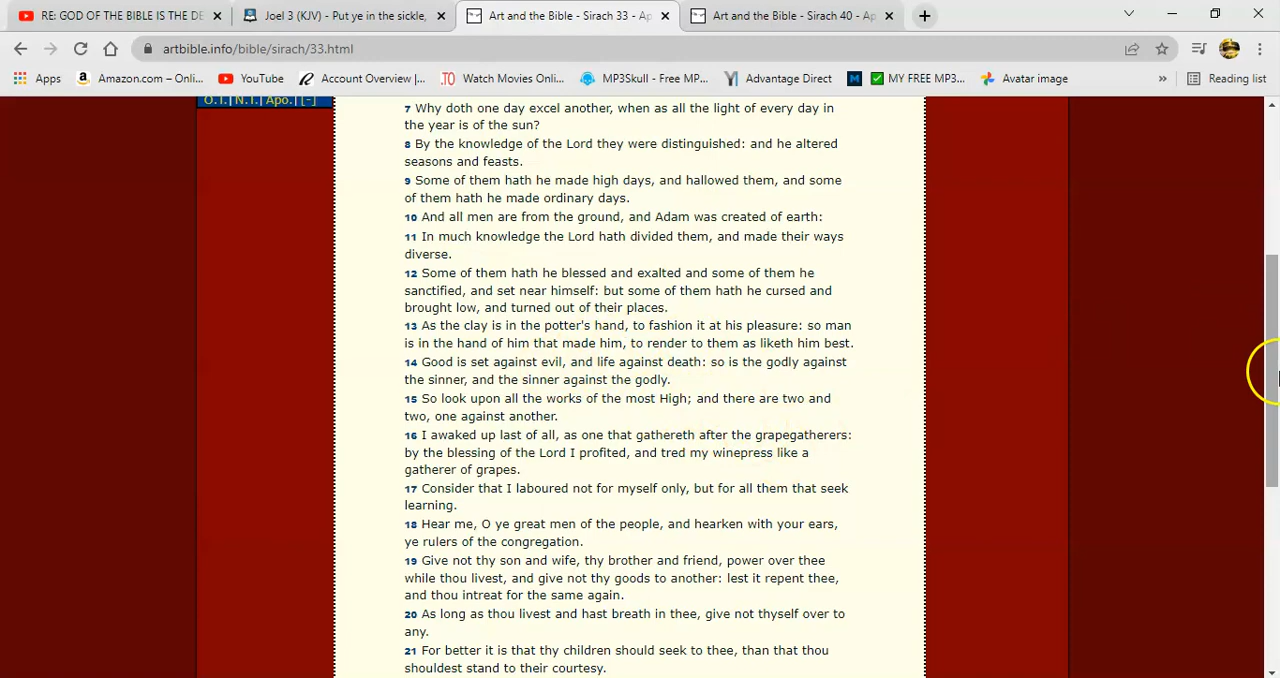 RE: GOD OF THE BIBLE IS THE DE
Joel 3 (KJV) - Put ye in the sickle,
Art and the Bible - Sirach 33 - Ap
Art and the Bible - Sirach 40 - Ap
artbible.info/bible/sirach/33.html
Apps
Amazon.com – Onli...
YouTube
Account Overview |...
Watch Movies Onli...
MP3Skull - Free MP...
Advantage Direct
MY FREE MP3...
Avatar image
»
Reading list
O.T.| N.T.| Apo.| [-]
7 Why doth one day excel another, when as all the light of every day in
the year is of the sun?
8 By the knowledge of the Lord they were distinguished: and he altered
seasons and feasts.
9 Some of them hath he made high days, and hallowed them, and some
of them hath he made ordinary days.
10 And all men are from the ground, and Adam was created of earth:
11 In much knowledge the Lord hath divided them, and made their ways
diverse.
12 Some of them hath he blessed and exalted and some of them he
sanctified, and set near himself: but some of them hath he cursed and
brought low, and turned out of their places.
13 As the clay is in the potter's hand, to fashion it at his pleasure: so man
is in the hand of him that made him, to render to them as liketh him best.
14 Good is set against evil, and life against death: so is the godly against
the sinner, and the sinner against the godly.
15 So look upon all the works of the most High; and there are two and
two, one against another.
16 I awaked up last of all, as one that gathereth after the grapegatherers:
by the blessing of the Lord I profited, and tred my winepress like a
gatherer of grapes.
17 Consider that I laboured not for myself only, but for all them that seek
learning.
18 Hear me, O ye great men of the people, and hearken with your ears,
ye rulers of the congregation.
19 Give not thy son and wife, thy brother and friend, power over thee
while thou livest, and give not thy goods to another: lest it repent thee,
and thou intreat for the same again.
20 As long as thou livest and hast breath in thee, give not thyself over to
any.
21 For better it is that thy children should seek to thee, than that thou
shouldest stand to their courtesy.